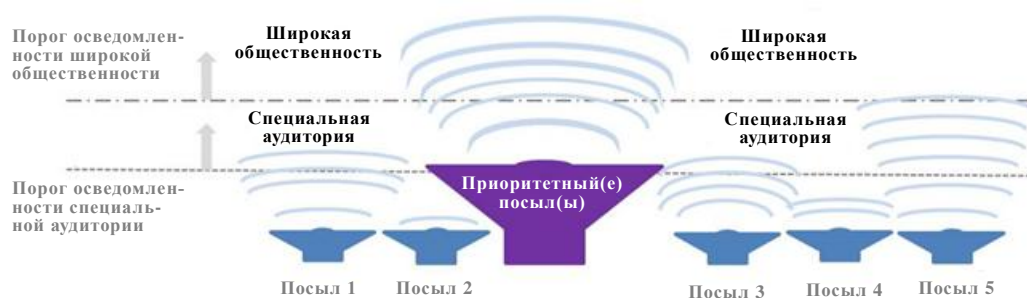 Порог осведомлен-
ности широкой
общественности
Широкая
общественность
Широкая
общественность
Специальная
аудитория
Специальная
аудитория
Порог осведомлен-
ности специаль-
ной аудитории
Приоритетный(е)
посыл(ы)
Посыл 1
Посыл 2
Посыл 3
Посыл 4
Посыл 5